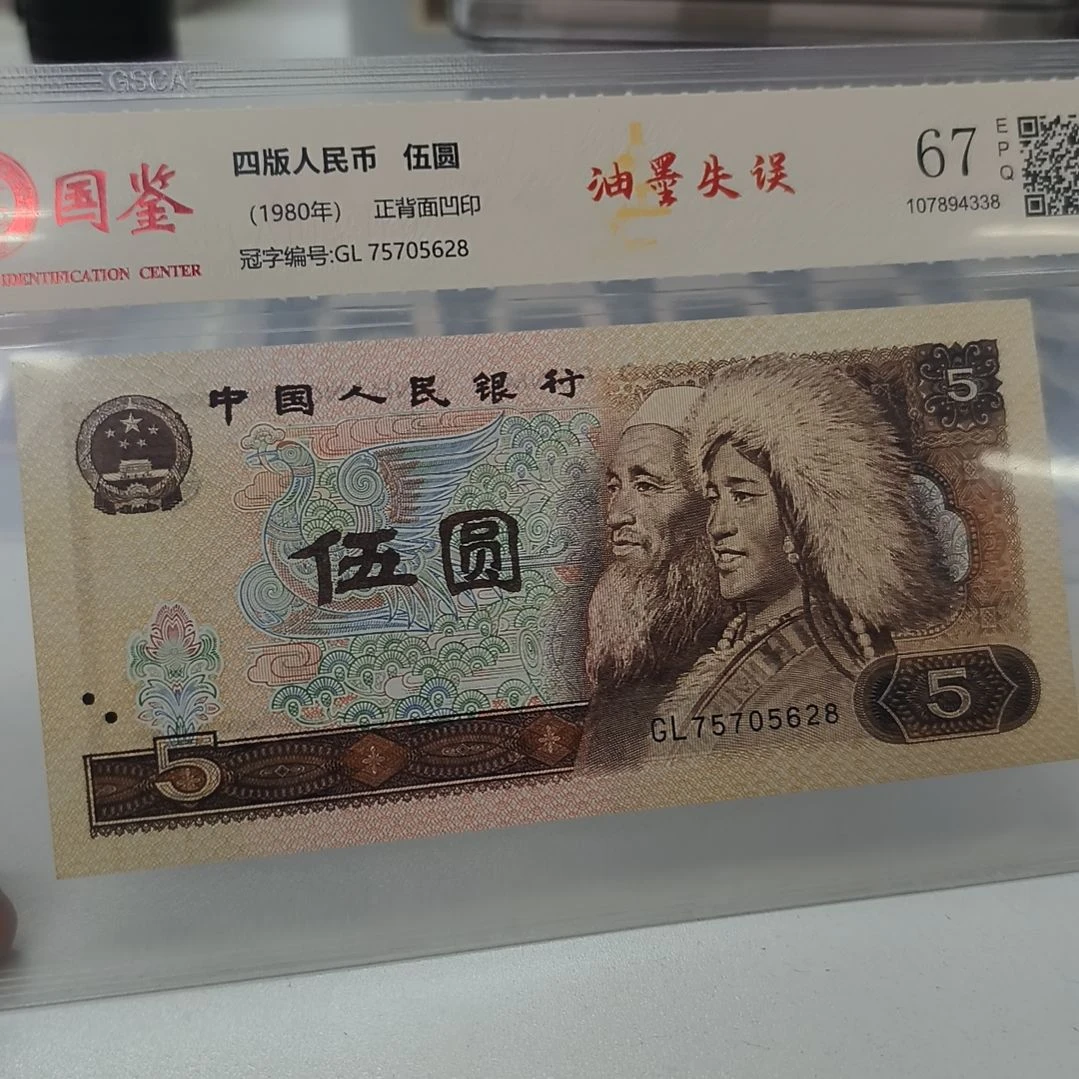 GSCA
国鉴
IDENTIFICATION CENTER
四版人民币 伍圆
(1980年) 正背面凹印
冠字编号:GL 75705628
油墨失误
67
EPQ
107894338
中国人民银行
5
伍圆
GL75705628
5
5